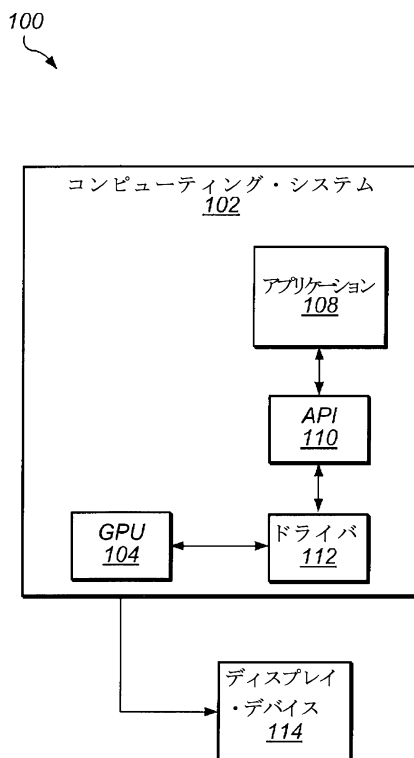 100
コンピューティング・システム
102
アプリケーション
108
API
110
GPU
104
ドライバ
112
ディスプレイ
・デバイス
114